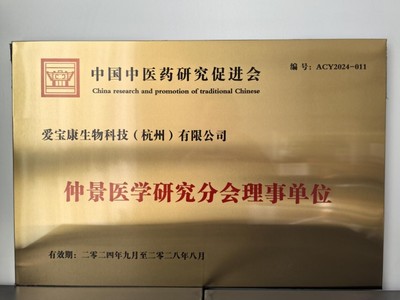 中国中医药研究促进会
编 号：ACY2024-011
China research and promotion of traditional Chinese
爱宝康生物科技（杭州）有限公司
仲景医学研究分会理事单位
有效期：二零二四年九月至二零二八年八月